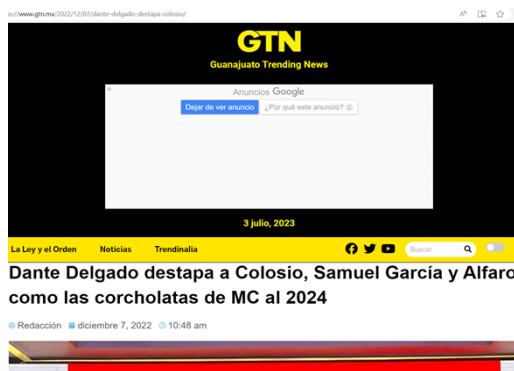 ://www.gtn.mx/2022/12/07/dante-delgado-destapa-colosio/
GTN
Guanajuato Trending News
Anuncios Google
Dejar de ver anuncio
¿Por qué este anuncio?
3 julio, 2023
La Ley y el Orden Noticias Trendinalia
Buscar
Dante Delgado destapa a Colosio, Samuel García y Alfaro
como las corcholatas de MC al 2024
Redacción diciembre 7, 2022 10:48 am